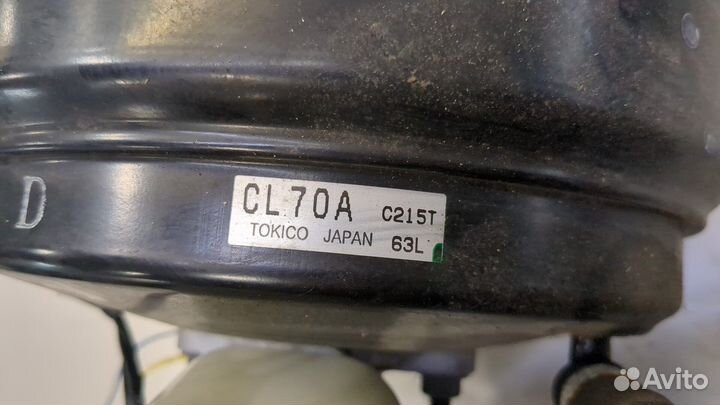 D
CL70A C215T
TOKICO JAPAN 63L
Avito